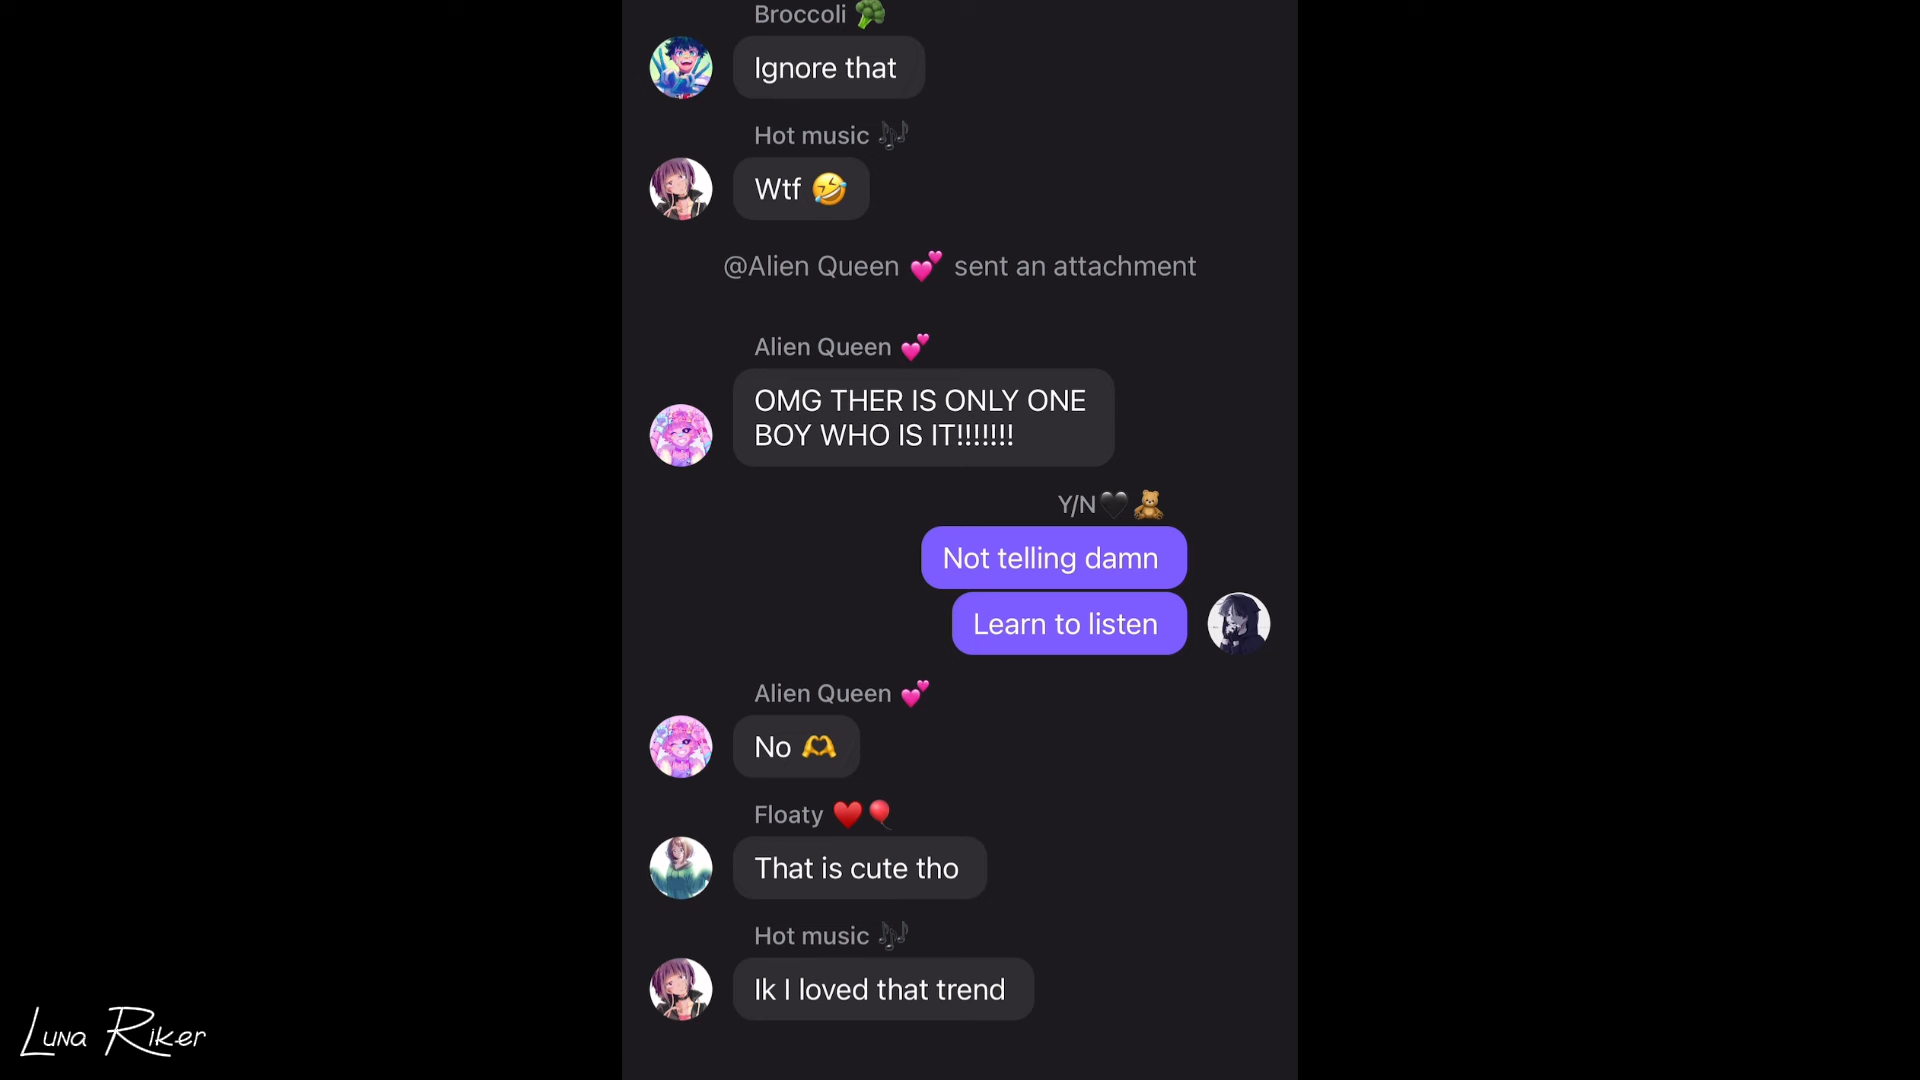 Broccoli 🥦
Ignore that
Hot music 🎶
Wtf 🤣
@Alien Queen 💕 sent an attachment
Alien Queen 💕
OMG THER IS ONLY ONE
BOY WHO IS IT!!!!!!!
Y/N🖤🧸
Not telling damn
Learn to listen
Alien Queen 💕
No 🫶
Floaty ❤️🎈
That is cute tho
Hot music 🎶
Ik I loved that trend
Luna Riker